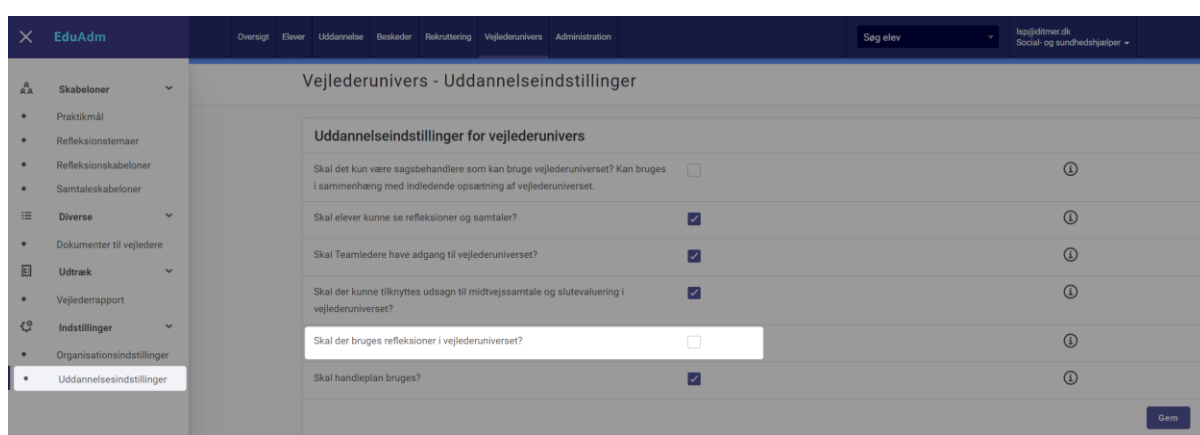 EduAdm
Oversigt Elever Uddannelse Beskeder Rekruttering Vejlederunivers Administration
Søg elev
lsp@ditmer.dk
Social- og sundhedshjælper
Skabeloner
Praktikmål
Refleksionstemaer
Refleksionskabeloner
Samtaleskabeloner
Diverse
Dokumenter til vejledere
Udtræk
Vejlederrapport
Indstillinger
Organisationsindstillinger
Uddannelsesindstillinger
Vejlederunivers - Uddannelseindstillinger
Uddannelseindstillinger for vejlederunivers
Skal det kun være sagsbehandlere som kan bruge vejlederuniverset? Kan bruges
i sammenhæng med indledende opsætning af vejlederuniverset.
Skal elever kunne se refleksioner og samtaler?
Skal Teamledere have adgang til vejlederuniverset?
Skal der kunne tilknyttes udsagn til midtvejssamtale og slutevaluering i
vejlederuniverset?
Skal der bruges refleksioner i vejlederuniverset?
Skal handleplan bruges?
Gem